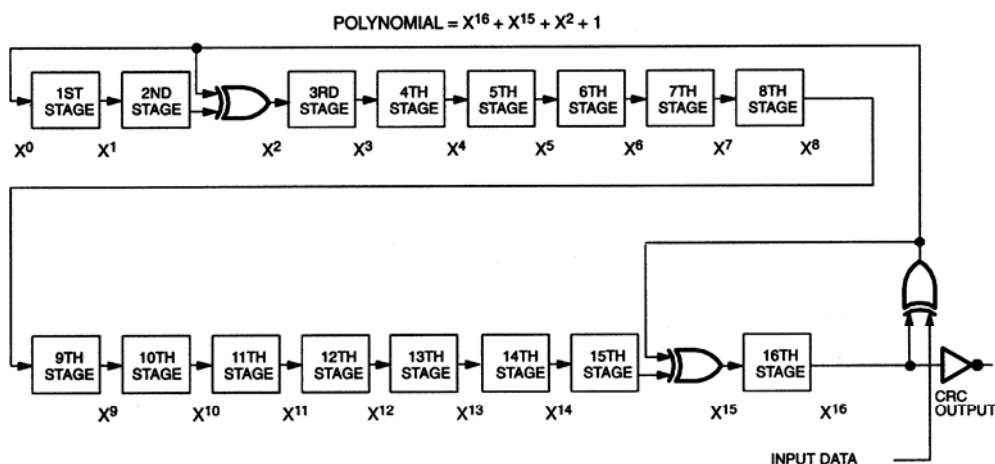 POLYNOMIAL = X¹⁶ + X¹⁵ + X² + 1
1ST STAGE
2ND STAGE
3RD STAGE
4TH STAGE
5TH STAGE
6TH STAGE
7TH STAGE
8TH STAGE
X⁰ X¹ X² X³ X⁴ X⁵ X⁶ X⁷ X⁸
9TH STAGE
10TH STAGE
11TH STAGE
12TH STAGE
13TH STAGE
14TH STAGE
15TH STAGE
16TH STAGE
X⁹ X¹⁰ X¹¹ X¹² X¹³ X¹⁴ X¹⁵ X¹⁶
CRC
OUTPUT
INPUT DATA